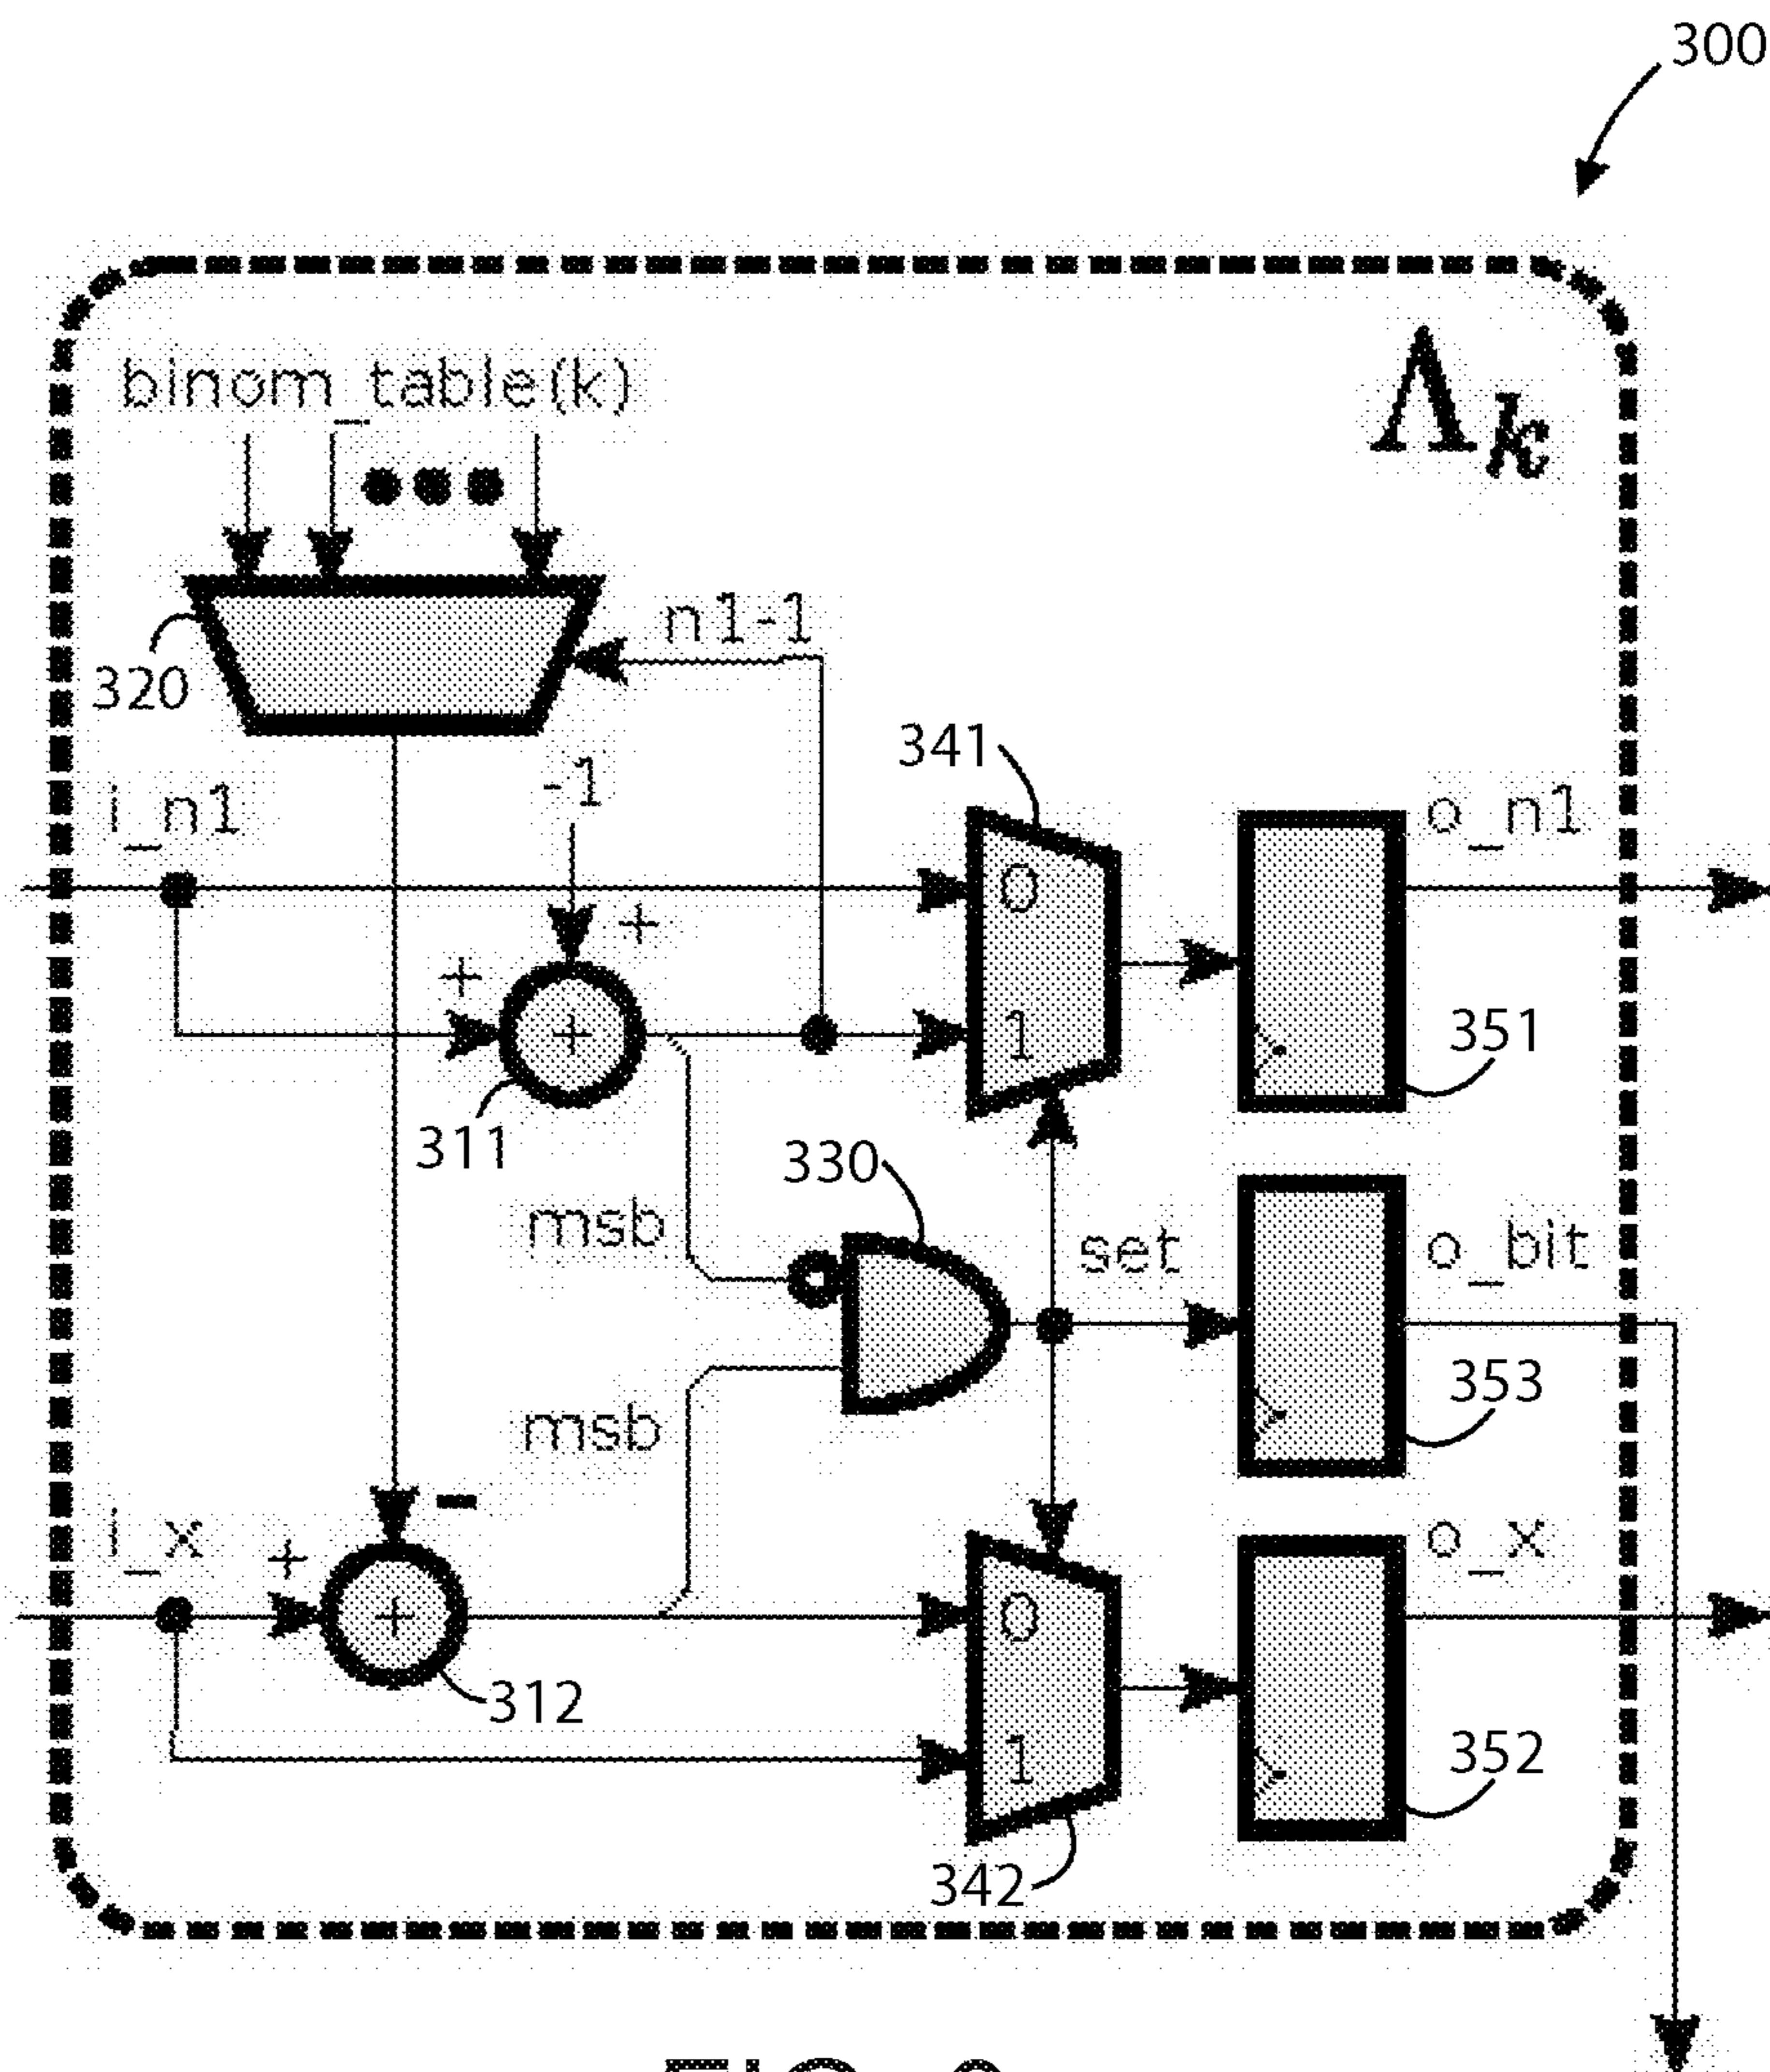 300
binom_table(k)
Λk
n1-1
320
-1
341
i_n1
o_n1
+
+
0
+
1
351
311
330
msb
set
o_bit
msb
353
-
i_x
+
o_x
+
0
312
1
352
342